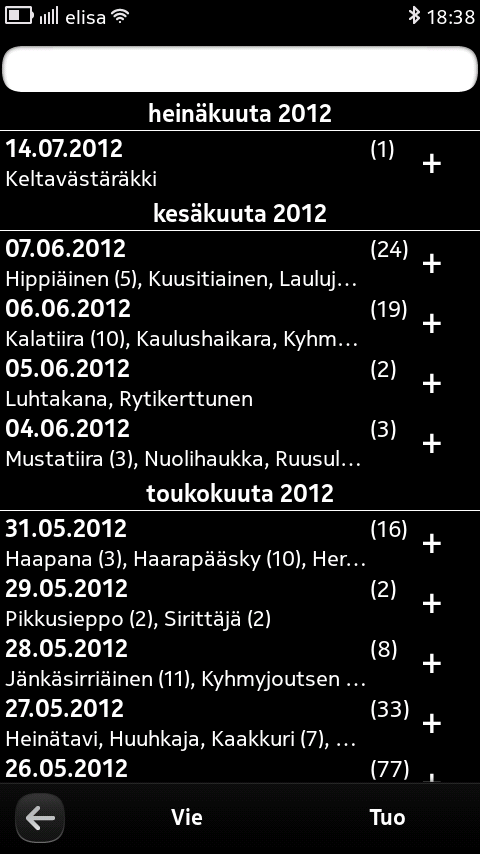 elisa 18:38
heinäkuuta 2012
14.07.2012 (1) +
Keltavästäräkki
kesäkuuta 2012
07.06.2012 (24) +
Hippiäinen (5), Kuusitiainen, Lauluj...
06.06.2012 (19) +
Kalatiira (10), Kaulushaikara, Kyhm...
05.06.2012 (2) +
Luhtakana, Rytikerttunen
04.06.2012 (3) +
Mustatiira (3), Nuolihaukka, Ruusul...
toukokuuta 2012
31.05.2012 (16) +
Haapana (3), Haarapääsky (10), Her...
29.05.2012 (2) +
Pikkusieppo (2), Sirittäjä (2)
28.05.2012 (8) +
Jänkäsirriäinen (11), Kyhmyjoutsen ...
27.05.2012 (33) +
Heinätavi, Huuhkaja, Kaakkuri (7), ...
26.05.2012 (77) +
Vie Tuo